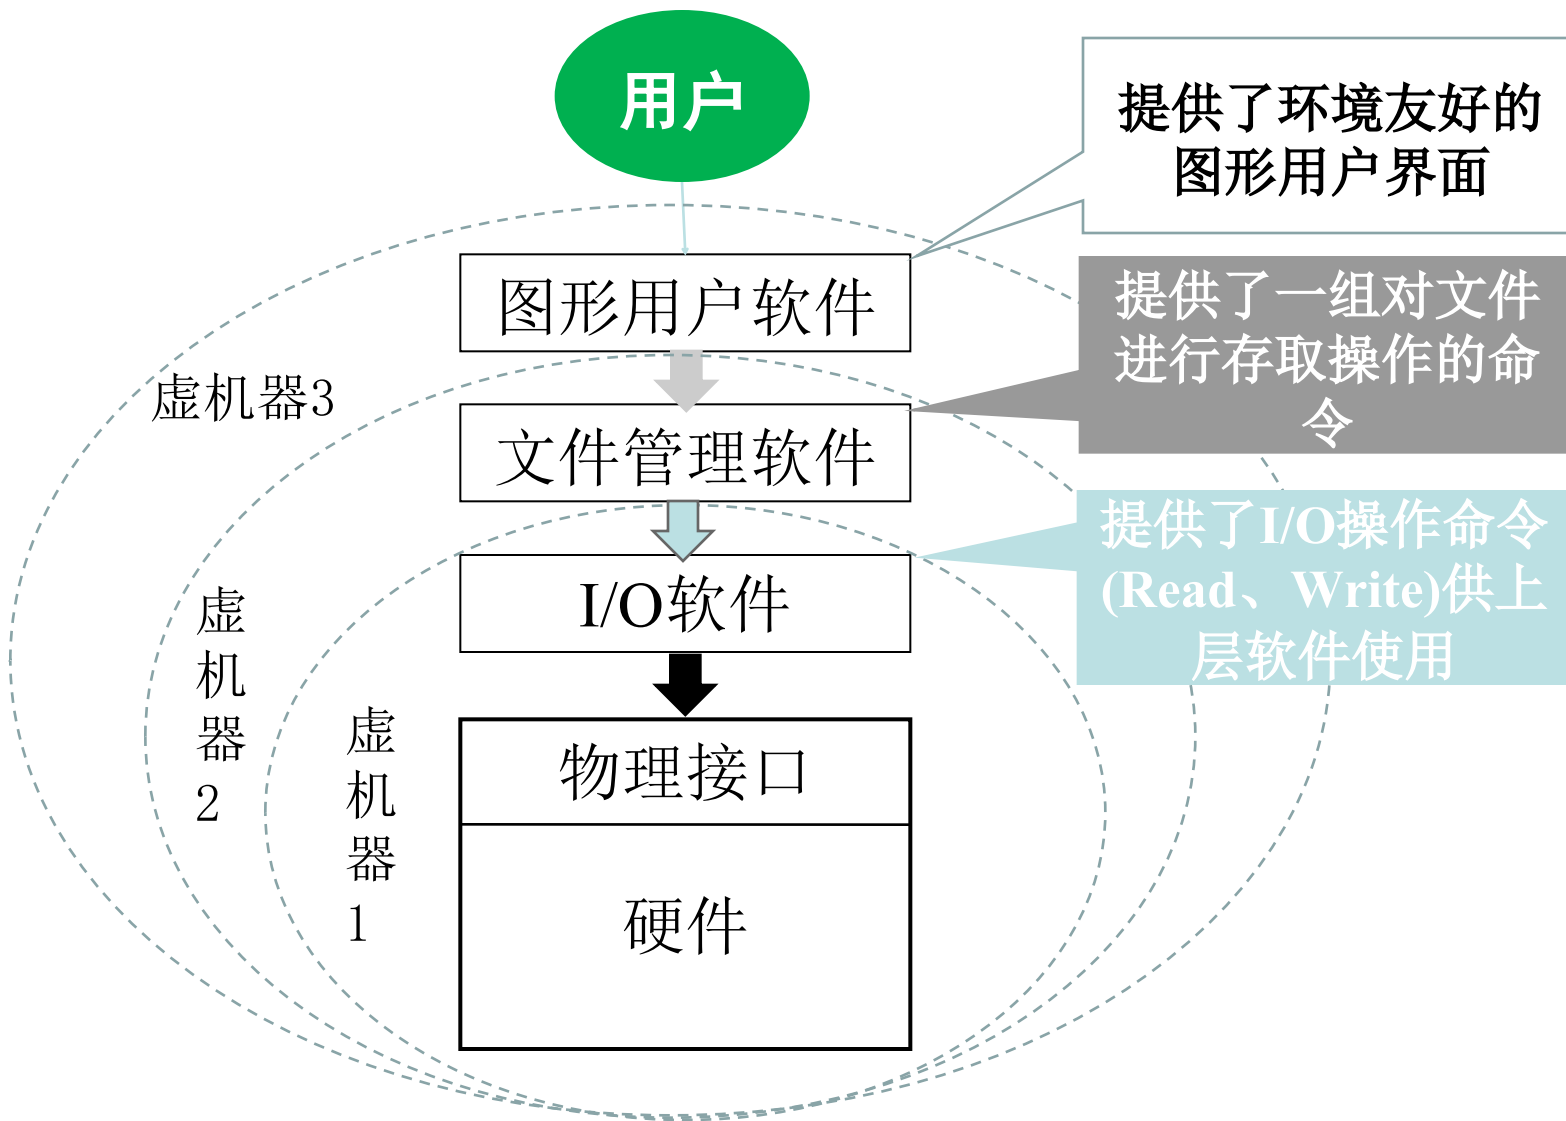 用户
提供了环境友好的
图形用户界面
图形用户软件
提供了一组对文件
进行存取操作的命
令
虚机器3
文件管理软件
提供了I/O操作命令
(Read、Write)供上
层软件使用
I/O软件
虚
机
器
2
虚
机
器
1
物理接口
硬件